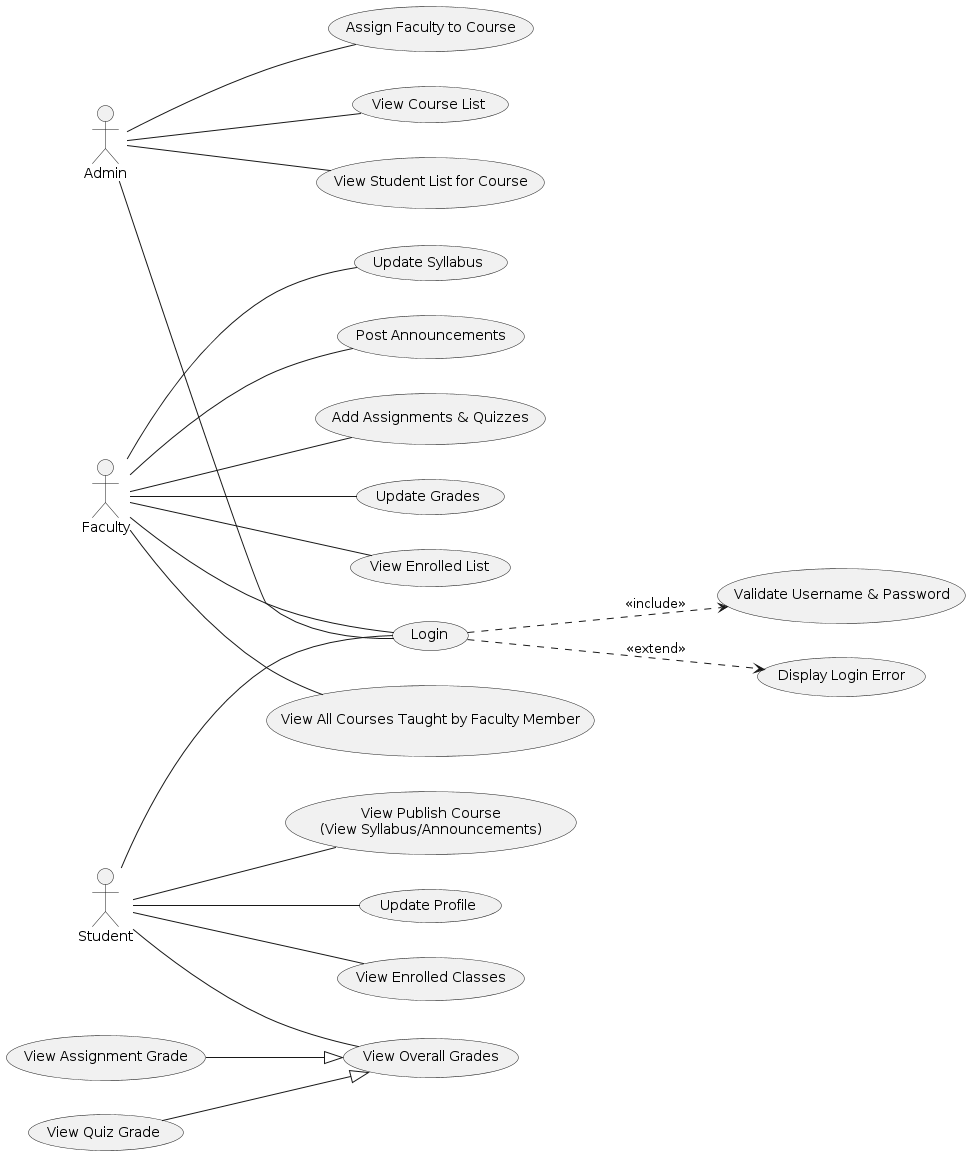 Assign Faculty to Course
View Course List
Admin
View Student List for Course
Update Syllabus
Post Announcements
Add Assignments & Quizzes
Update Grades
Faculty
View Enrolled List
Validate Username & Password
«include»
Login
«extend»
Display Login Error
View All Courses Taught by Faculty Member
View Publish Course
(View Syllabus/Announcements)
Update Profile
Student
View Enrolled Classes
View Assignment Grade
View Overall Grades
View Quiz Grade